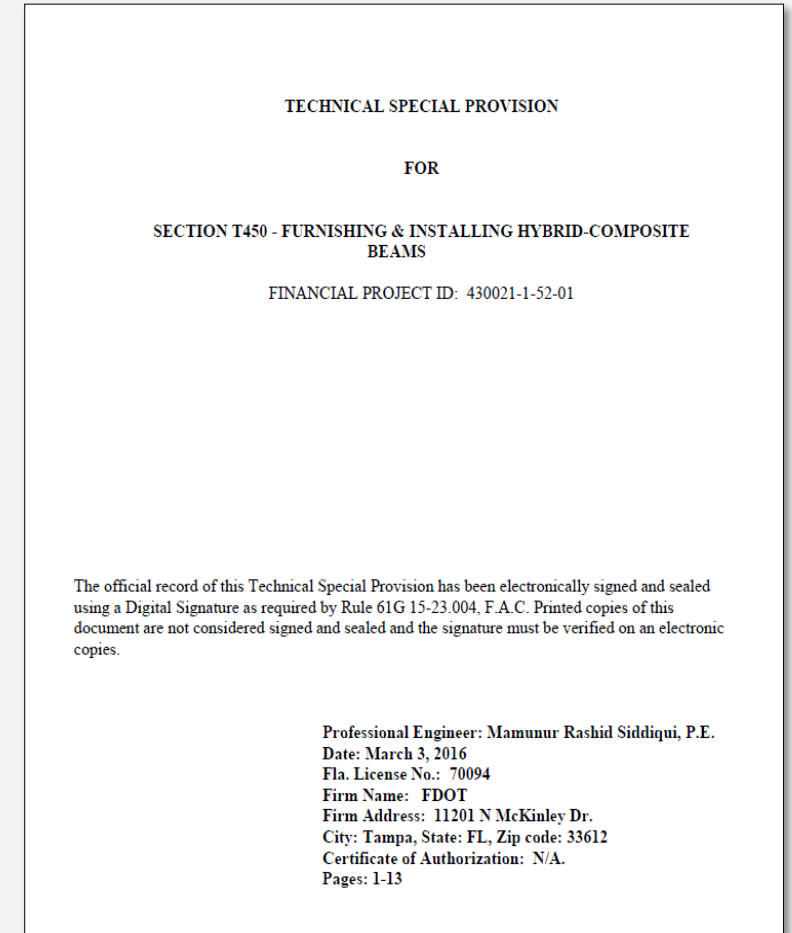 TECHNICAL SPECIAL PROVISION
FOR
SECTION T450 - FURNISHING & INSTALLING HYBRID-COMPOSITE
BEAMS
FINANCIAL PROJECT ID: 430021-1-52-01
The official record of this Technical Special Provision has been electronically signed and sealed
using a Digital Signature as required by Rule 61G 15-23.004, F.A.C. Printed copies of this
document are not considered signed and sealed and the signature must be verified on an electronic
copies.
Professional Engineer: Mamunur Rashid Siddiqui, P.E.
Date: March 3, 2016
Fla. License No.: 70094
Firm Name: FDOT
Firm Address: 11201 N McKinley Dr.
City: Tampa, State: FL, Zip code: 33612
Certificate of Authorization: N/A.
Pages: 1-13